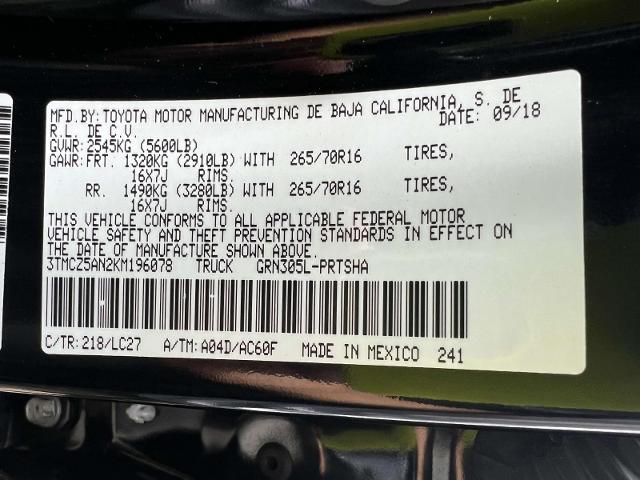 MFD.BY:TOYOTA MOTOR MANUFACTURING DE BAJA CALIFORNIA, S. DE
R.L. DE C.V. DATE: 09/18
GVWR:2545KG (5600LB)
GAWR:FRT. 1320KG (2910LB) WITH 265/70R16 TIRES,
16X7J RIMS.
RR. 1490KG (3280LB) WITH 265/70R16 TIRES,
16X7J RIMS.
THIS VEHICLE CONFORMS TO ALL APPLICABLE FEDERAL MOTOR
VEHICLE SAFETY AND THEFT PREVENTION STANDARDS IN EFFECT ON
THE DATE OF MANUFACTURE SHOWN ABOVE.
3TMCZ5AN2KM196078 TRUCK GRN305L-PRTSHA
C/TR:218/LC27 A/TM:A04D/AC60F MADE IN MEXICO 241